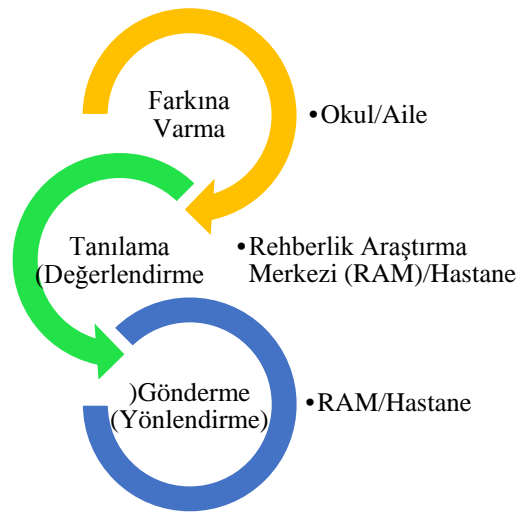 Farkına
Varma
•Okul/Aile
Tanılama
(Değerlendirme
•Rehberlik Araştırma
Merkezi (RAM)/Hastane
)Gönderme
(Yönlendirme)
•RAM/Hastane